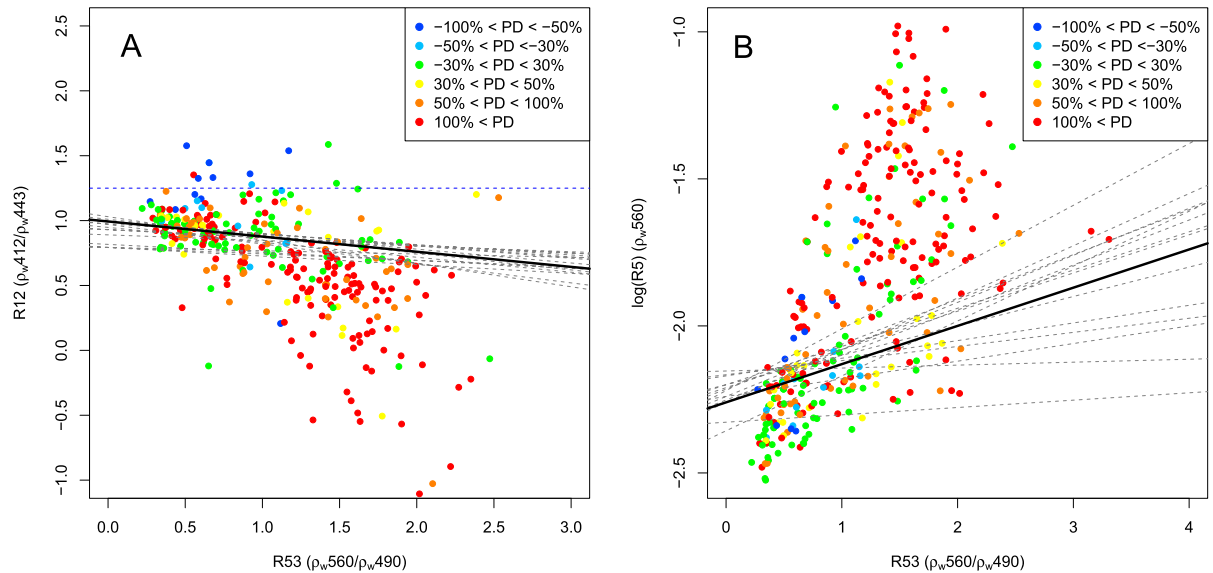 A
−100% < PD < −50%
−50% < PD <−30%
−30% < PD < 30%
30% < PD < 50%
50% < PD < 100%
100% < PD
2.5
2.0
1.5
1.0
0.5
0.0
−0.5
−1.0
R12 (ρw412/ρw443)
0.0 0.5 1.0 1.5 2.0 2.5 3.0
R53 (ρw560/ρw490)
B
−100% < PD < −50%
−50% < PD <−30%
−30% < PD < 30%
30% < PD < 50%
50% < PD < 100%
100% < PD
−1.0
−1.5
−2.0
−2.5
log(R5) (ρw560)
0 1 2 3 4
R53 (ρw560/ρw490)